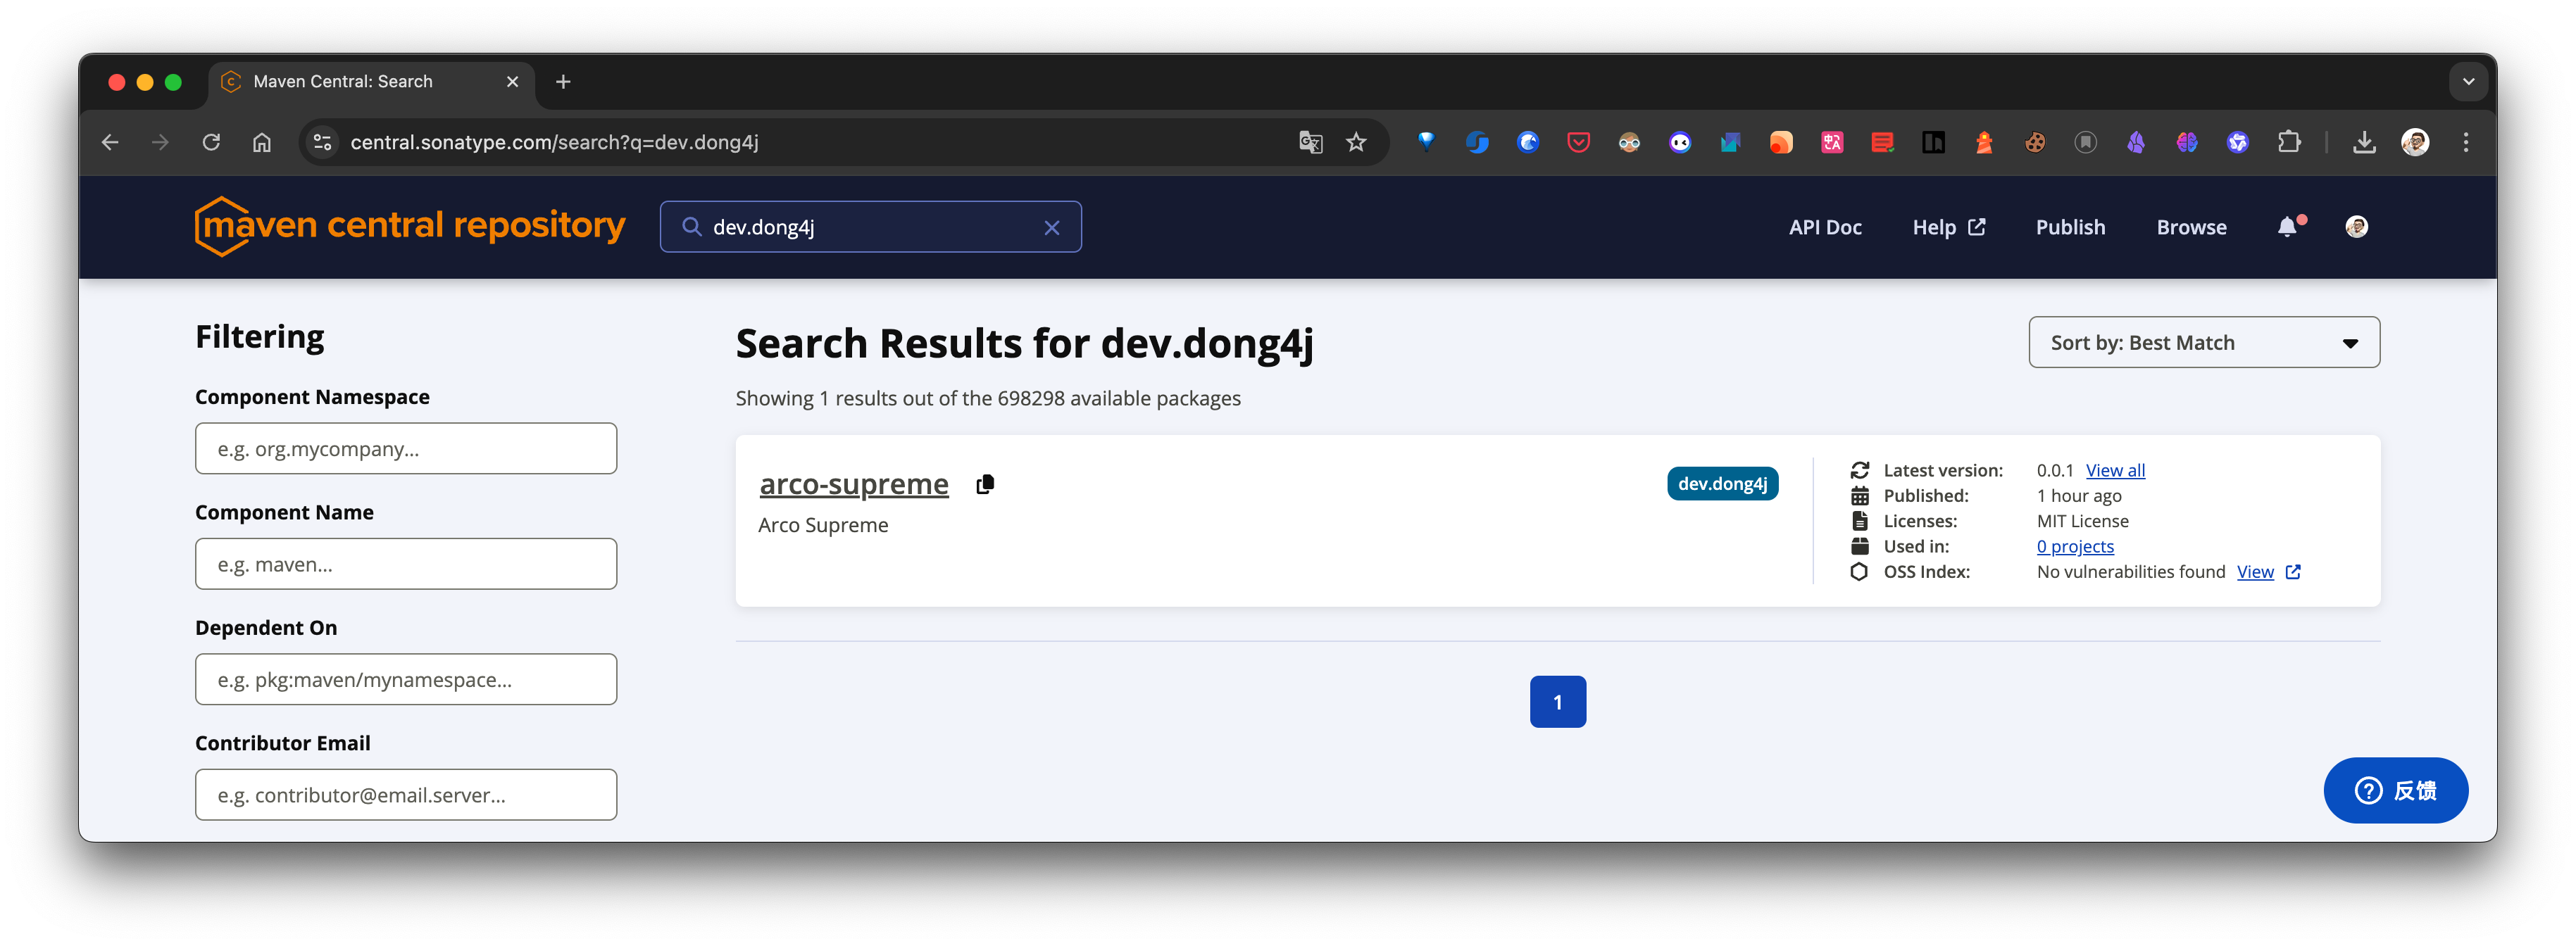 Maven Central: Search
central.sonatype.com/search?q=dev.dong4j
maven central repository
dev.dong4j
API Doc
Help
Publish
Browse
Filtering
Component Namespace
e.g. org.mycompany...
Component Name
e.g. maven...
Dependent On
e.g. pkg:maven/mynamespace...
Contributor Email
e.g. contributor@email.server...
Search Results for dev.dong4j
Sort by: Best Match
Showing 1 results out of the 698298 available packages
arco-supreme
dev.dong4j
Arco Supreme
Latest version: 0.0.1 View all
Published: 1 hour ago
Licenses: MIT License
Used in: 0 projects
OSS Index: No vulnerabilities found View
1
反馈